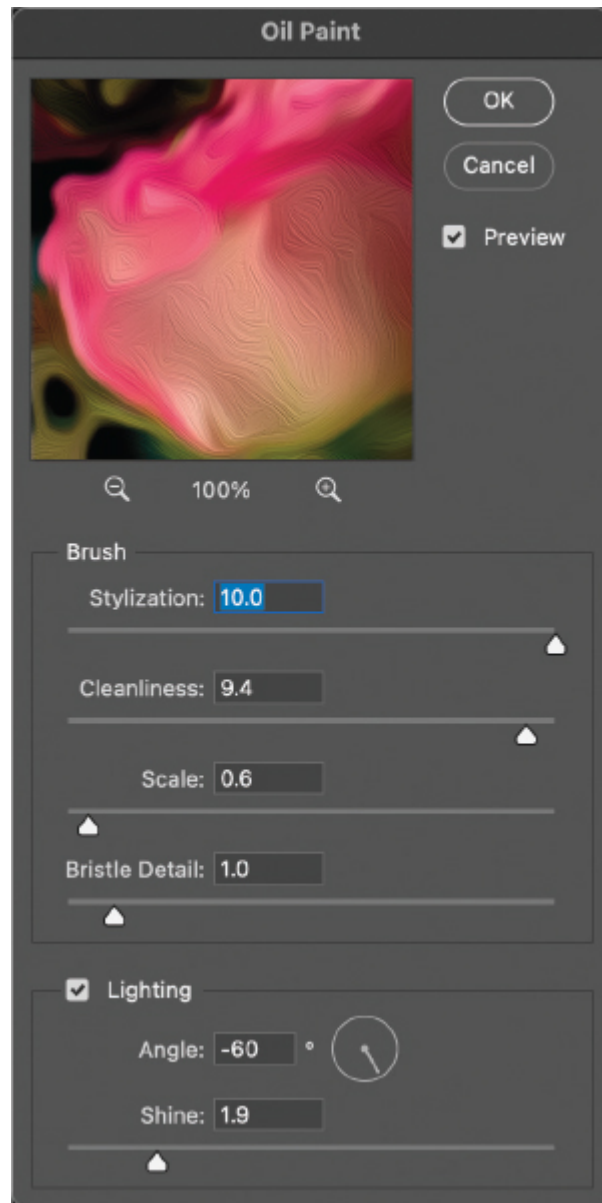 Oil Paint
OK
Cancel
Preview
100%
Brush
Stylization: 10.0
Cleanliness: 9.4
Scale: 0.6
Bristle Detail: 1.0
Lighting
Angle: -60 °
Shine: 1.9